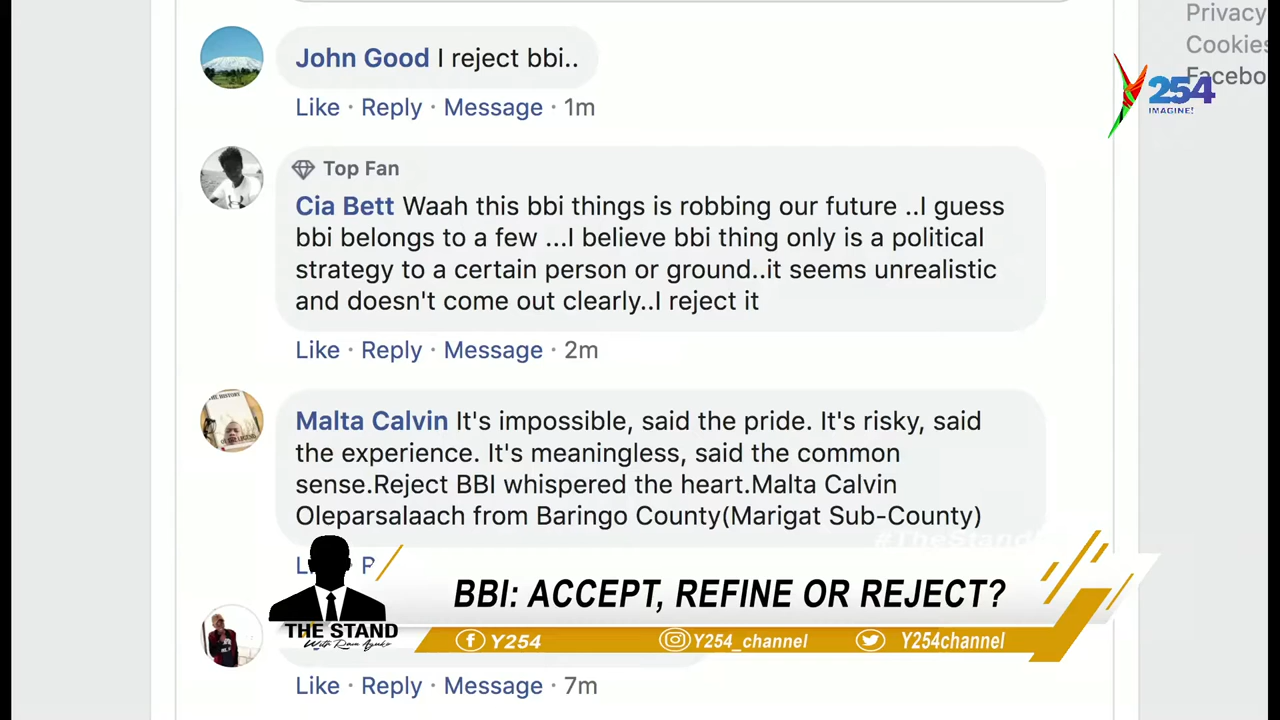 Privacy
Cookies
Facebo
Y254
IMAGINE!
John Good I reject bbi..
Like · Reply · Message · 1m
Top Fan
Cia Bett Waah this bbi things is robbing our future ..I guess
bbi belongs to a few ...I believe bbi thing only is a political
strategy to a certain person or ground..it seems unrealistic
and doesn't come out clearly..I reject it
Like · Reply · Message · 2m
Malta Calvin It's impossible, said the pride. It's risky, said
the experience. It's meaningless, said the common
sense.Reject BBI whispered the heart.Malta Calvin
Oleparsalaach from Baringo County(Marigat Sub-County)
#TheStand
BBI: ACCEPT, REFINE OR REJECT?
THE STAND
With
Y254
Y254_channel
Y254channel
Like · Reply · Message · 7m